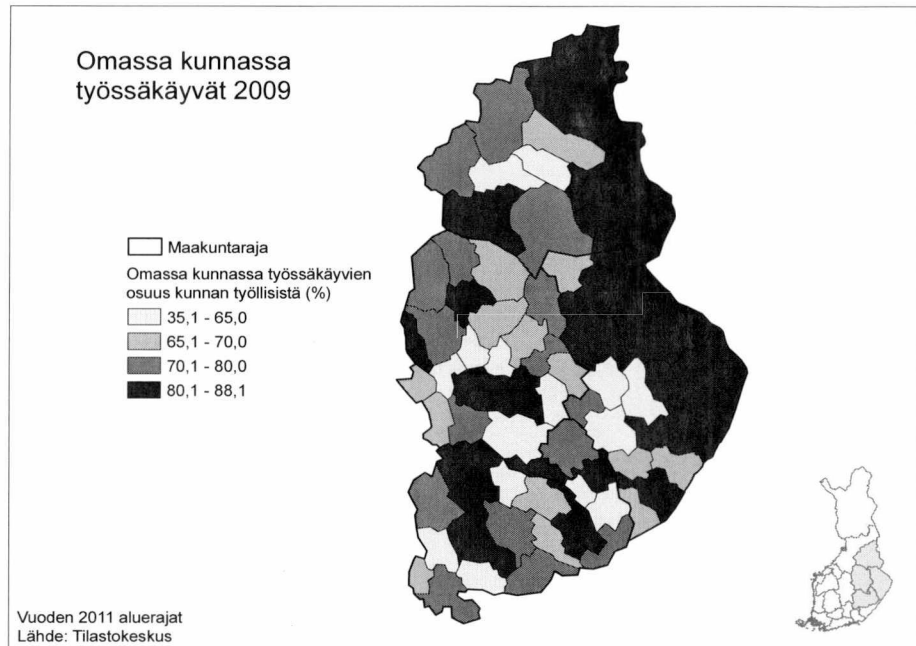 Omassa kunnassa
työssäkäyvät 2009
Maakuntaraja
Omassa kunnassa työssäkäyvien
osuus kunnan työllisistä (%)
35,1 - 65,0
65,1 - 70,0
70,1 - 80,0
80,1 - 88,1
Vuoden 2011 aluerajat
Lähde: Tilastokeskus